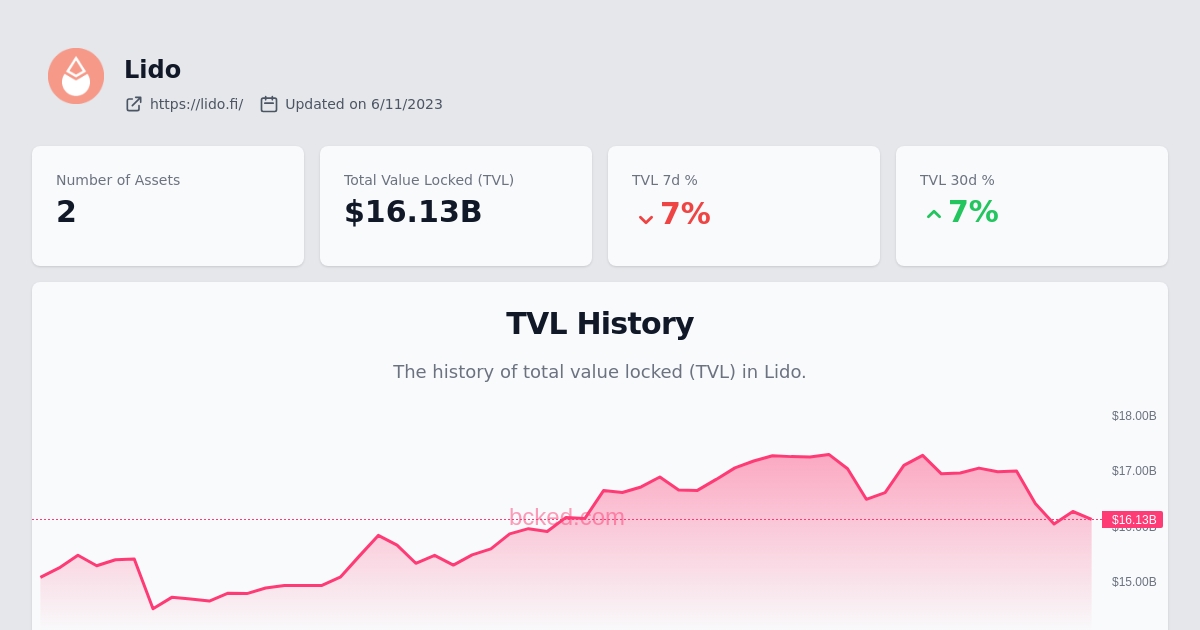 Lido
https://lido.fi/ Updated on 6/11/2023
Number of Assets
2
Total Value Locked (TVL)
$16.13B
TVL 7d %
7%
TVL 30d %
7%
TVL History
The history of total value locked (TVL) in Lido.
$18.00B
$17.00B
bcked.com
$16.13B
$16.00B
$15.00B